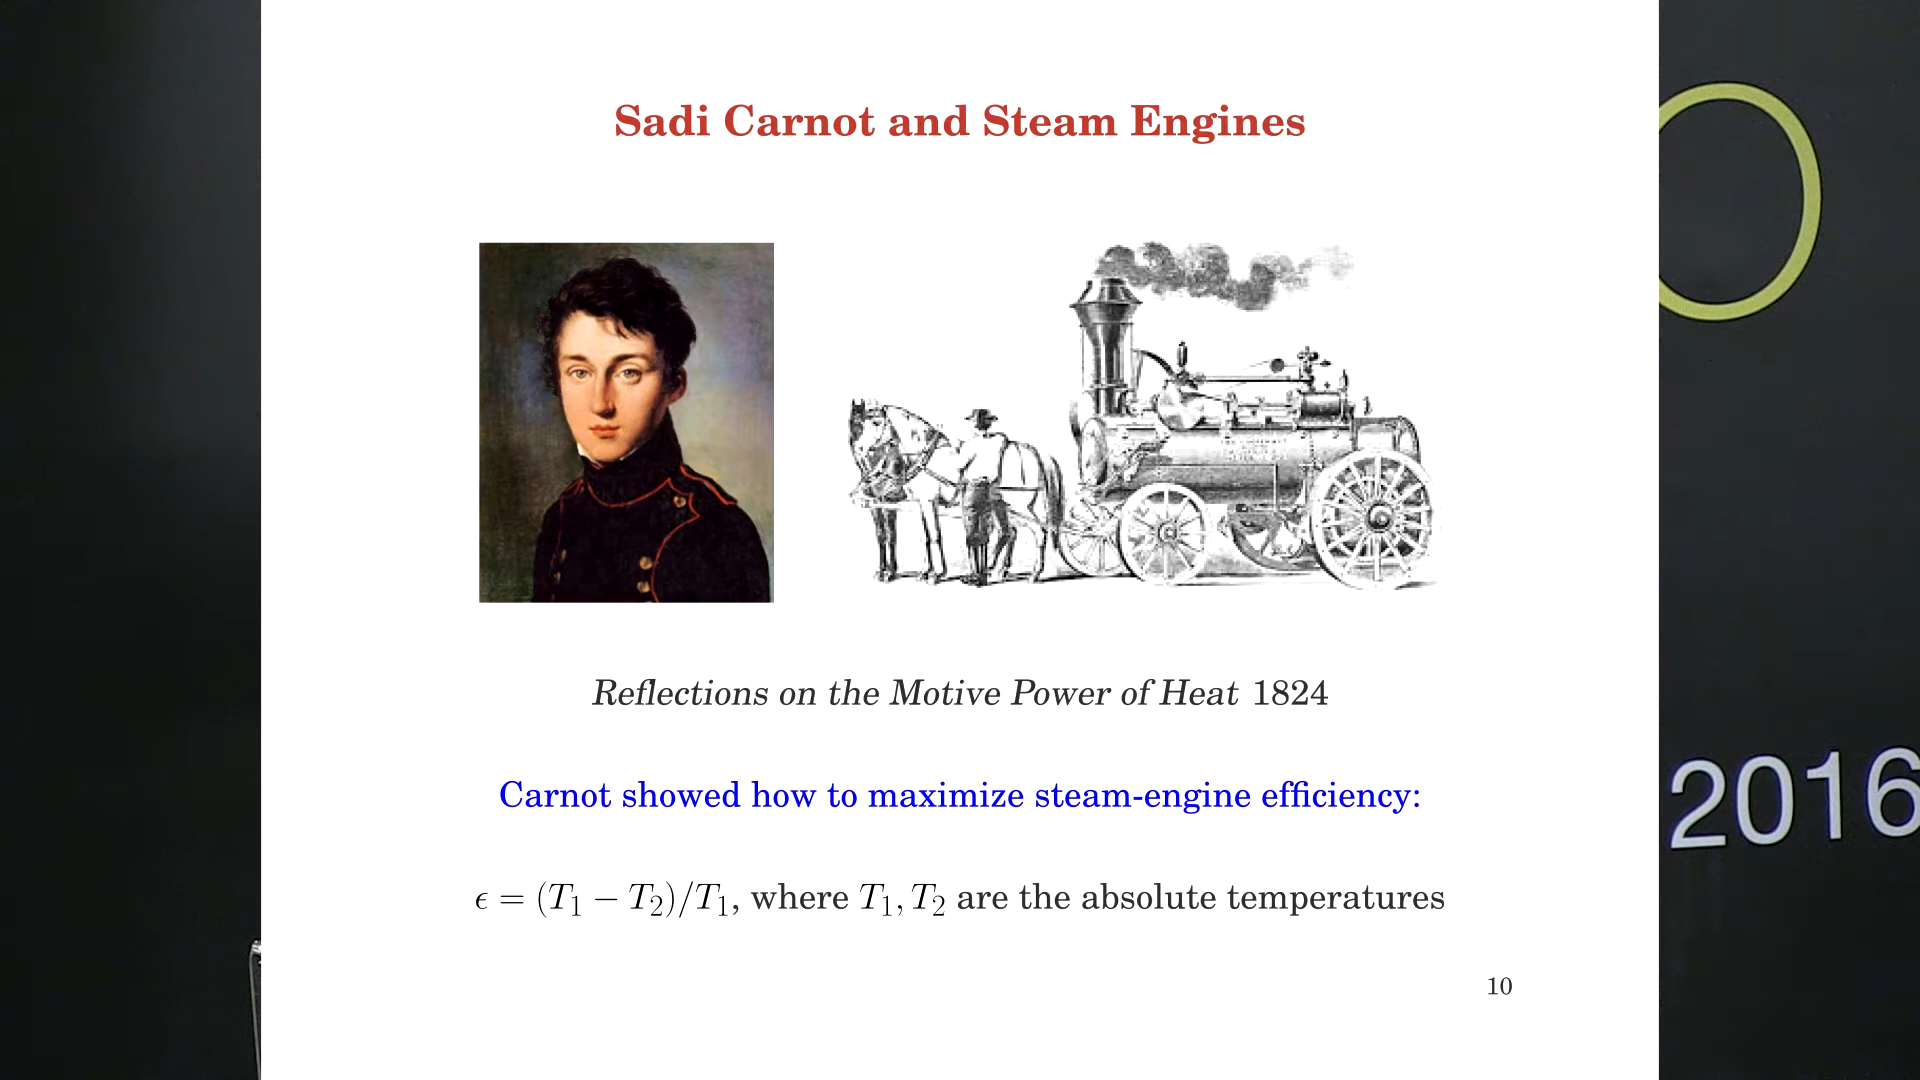 Sadi Carnot and Steam Engines
Reflections on the Motive Power of Heat 1824
Carnot showed how to maximize steam-engine efficiency:
ϵ = (T₁ − T₂)/T₁, where T₁, T₂ are the absolute temperatures
10
2016